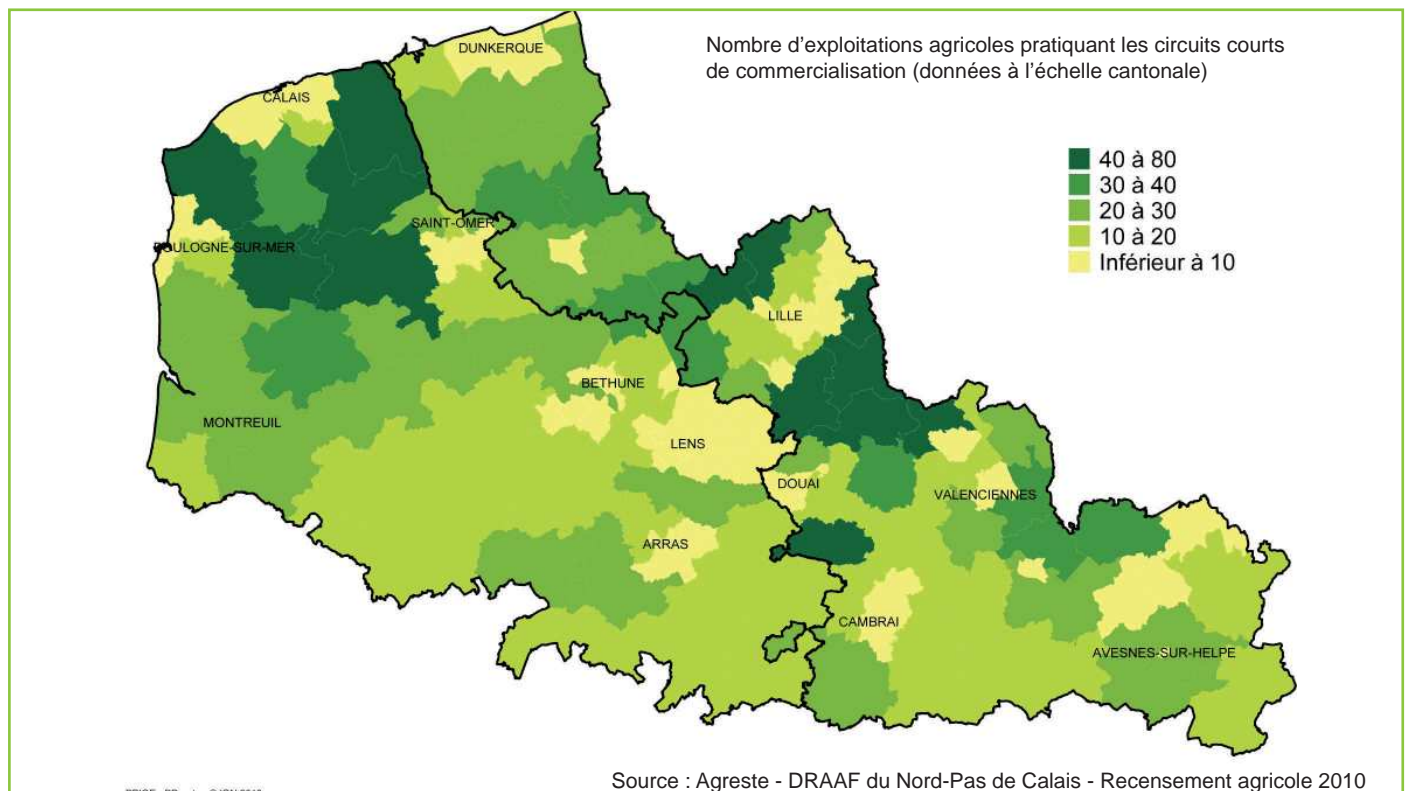 Nombre d'exploitations agricoles pratiquant les circuits courts
de commercialisation (données à l'échelle cantonale)
40 à 80
30 à 40
20 à 30
10 à 20
Inférieur à 10
DUNKERQUE
CALAIS
SAINT-OMER
BOULOGNE-SUR-MER
LILLE
BETHUNE
MONTREUIL
LENS
DOUAI
VALENCIENNES
ARRAS
CAMBRAI
AVESNES-SUR-HELPE
Source : Agreste - DRAAF du Nord-Pas de Calais - Recensement agricole 2010